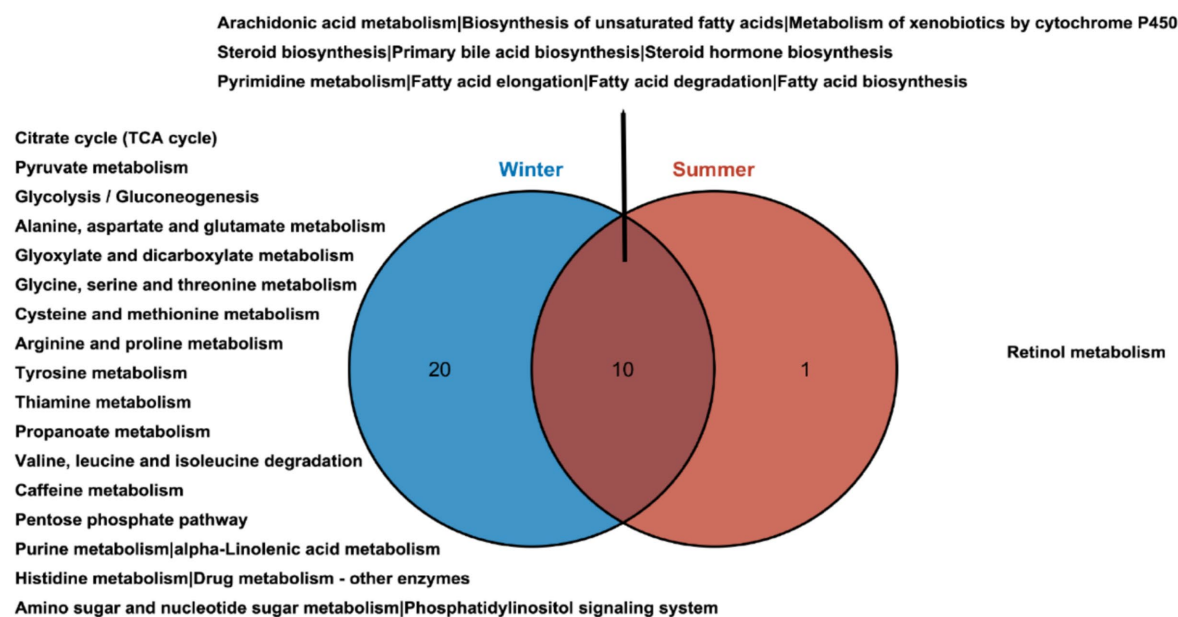 Arachidonic acid metabolism|Biosynthesis of unsaturated fatty acids|Metabolism of xenobiotics by cytochrome P450
Steroid biosynthesis|Primary bile acid biosynthesis|Steroid hormone biosynthesis
Pyrimidine metabolism|Fatty acid elongation|Fatty acid degradation|Fatty acid biosynthesis
Citrate cycle (TCA cycle)
Pyruvate metabolism
Glycolysis / Gluconeogenesis
Alanine, aspartate and glutamate metabolism
Glyoxylate and dicarboxylate metabolism
Glycine, serine and threonine metabolism
Cysteine and methionine metabolism
Arginine and proline metabolism
Tyrosine metabolism
Thiamine metabolism
Propanoate metabolism
Valine, leucine and isoleucine degradation
Caffeine metabolism
Pentose phosphate pathway
Purine metabolism|alpha-Linolenic acid metabolism
Histidine metabolism|Drug metabolism - other enzymes
Amino sugar and nucleotide sugar metabolism|Phosphatidylinositol signaling system
Winter
Summer
20
10
1
Retinol metabolism